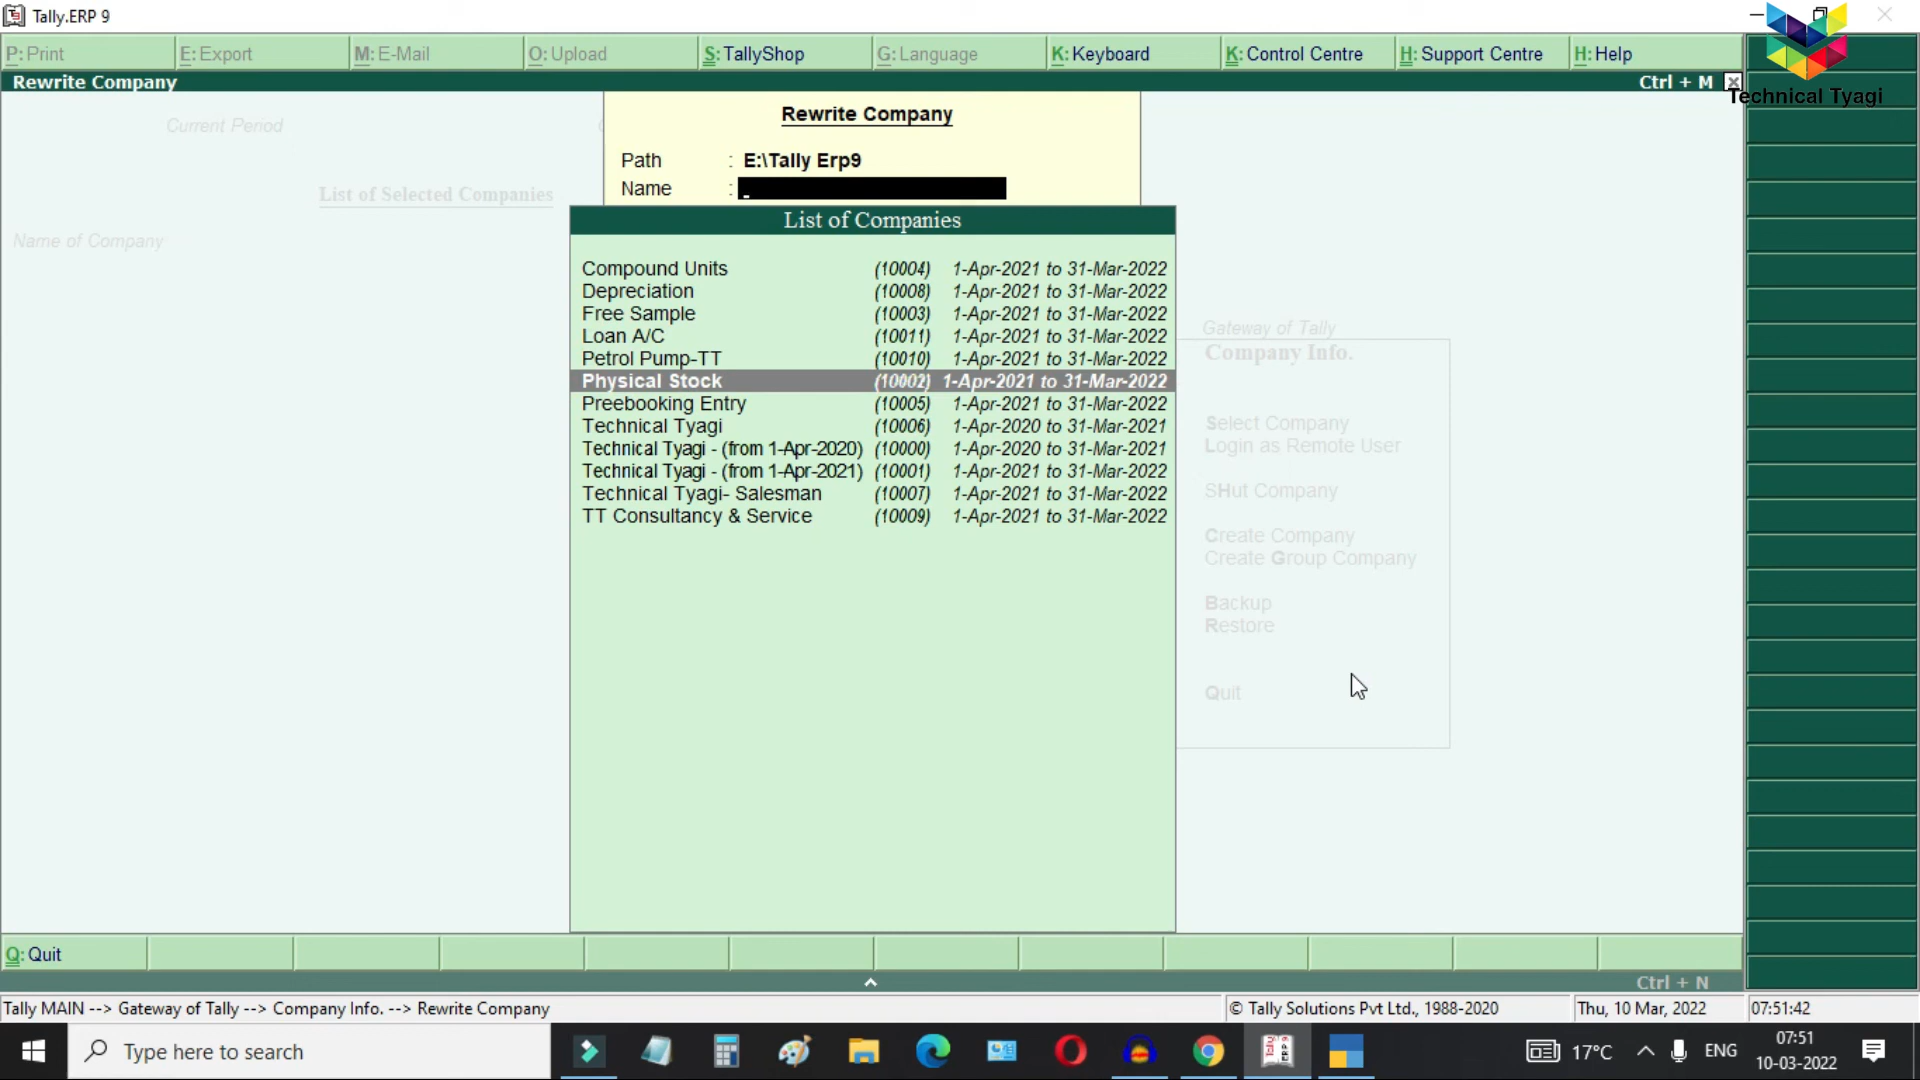 Tally.ERP 9
P: Print
E: Export
M: E-Mail
O: Upload
S: TallyShop
G: Language
K: Keyboard
K: Control Centre
H: Support Centre
H: Help
Technical Tyagi
Rewrite Company
Ctrl + M
Current Period
Rewrite Company
Path : E:\Tally Erp9
Name :
List of Selected Companies
Name of Company
List of Companies
Compound Units (10004) 1-Apr-2021 to 31-Mar-2022
Depreciation (10008) 1-Apr-2021 to 31-Mar-2022
Free Sample (10003) 1-Apr-2021 to 31-Mar-2022
Loan A/C (10011) 1-Apr-2021 to 31-Mar-2022
Petrol Pump-TT (10010) 1-Apr-2021 to 31-Mar-2022
Physical Stock (10002) 1-Apr-2021 to 31-Mar-2022
Preebooking Entry (10005) 1-Apr-2021 to 31-Mar-2022
Technical Tyagi (10006) 1-Apr-2020 to 31-Mar-2021
Technical Tyagi - (from 1-Apr-2020) (10000) 1-Apr-2020 to 31-Mar-2021
Technical Tyagi - (from 1-Apr-2021) (10001) 1-Apr-2021 to 31-Mar-2022
Technical Tyagi- Salesman (10007) 1-Apr-2021 to 31-Mar-2022
TT Consultancy & Service (10009) 1-Apr-2021 to 31-Mar-2022
Gateway of Tally
Company Info.
Select Company
Login as Remote User
SHut Company
Create Company
Create Group Company
Backup
Restore
Quit
Q: Quit
Ctrl + N
Tally MAIN --> Gateway of Tally --> Company Info. --> Rewrite Company
© Tally Solutions Pvt Ltd., 1988-2020
Thu, 10 Mar, 2022
07:51:42
Type here to search
17°C
ENG
07:51
10-03-2022